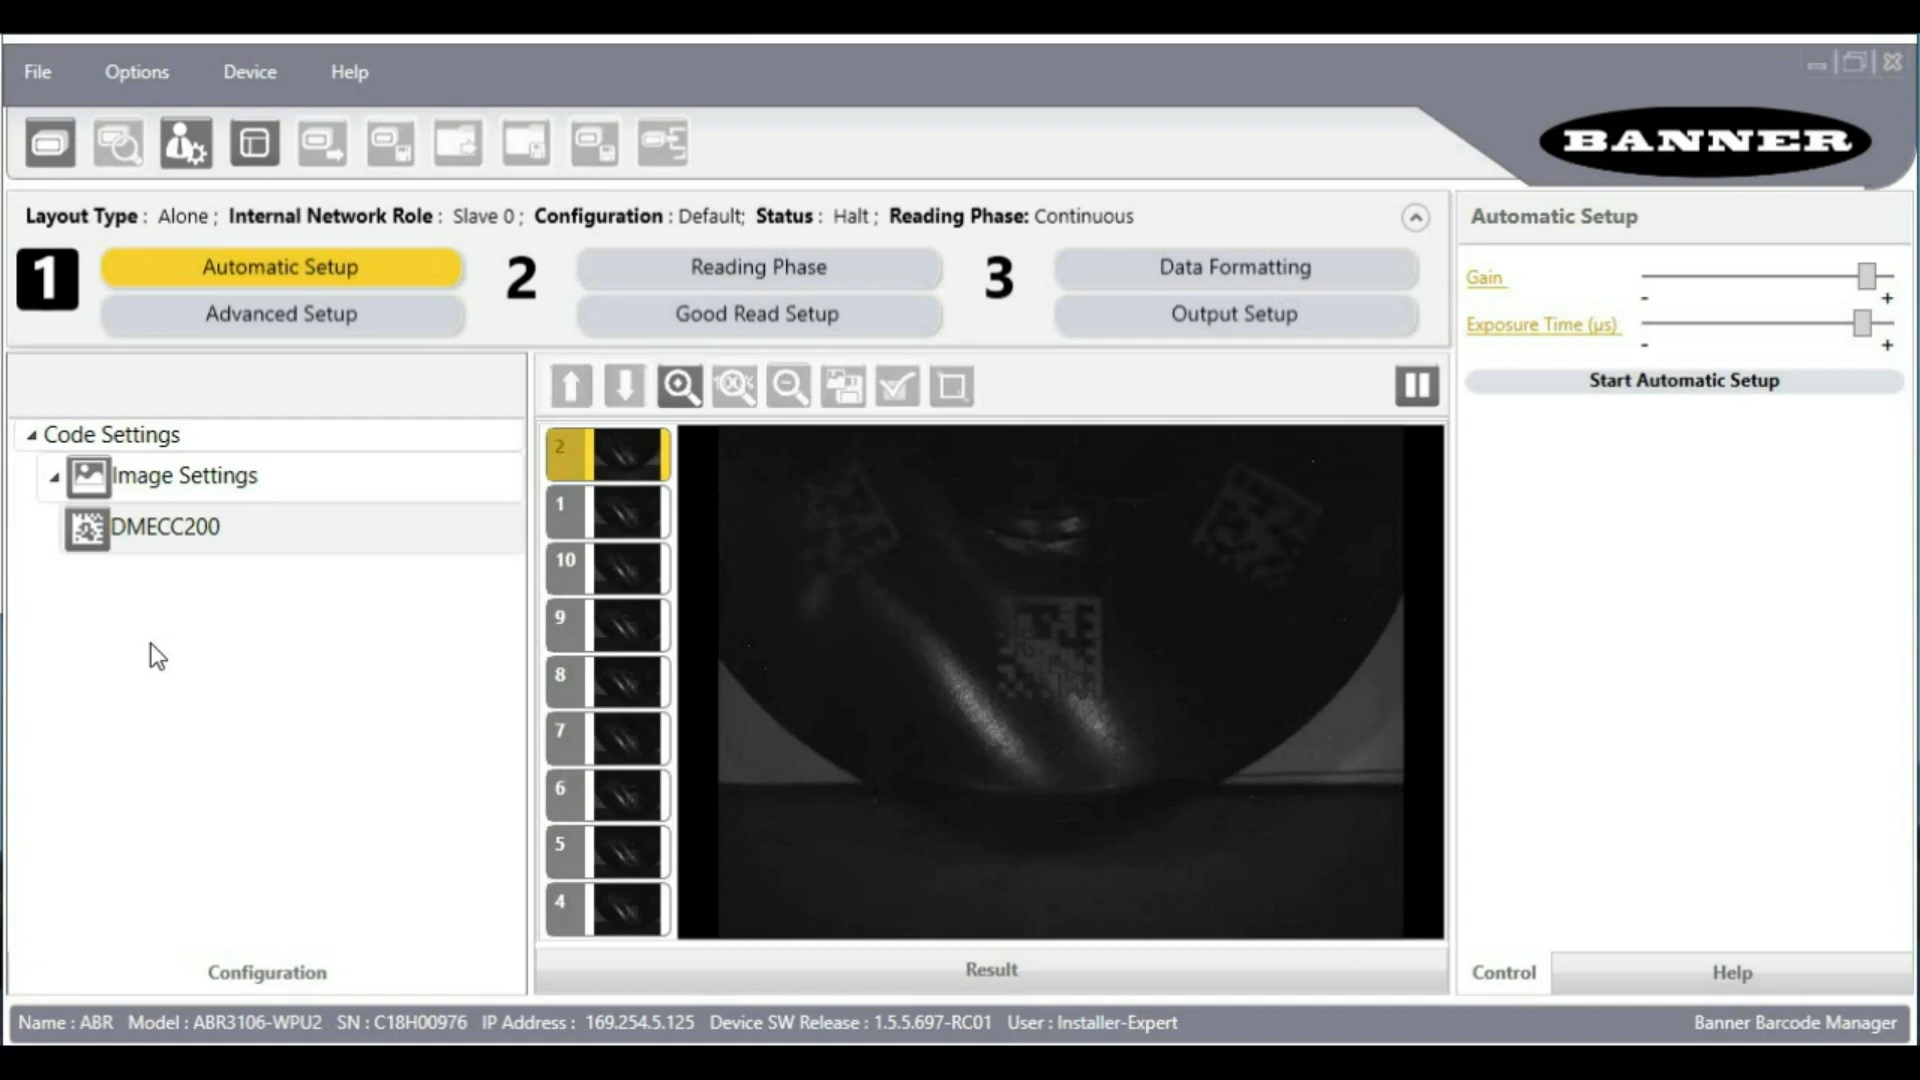 File Options Device Help
BANNER
Layout Type : Alone ; Internal Network Role : Slave 0 ; Configuration : Default; Status : Halt ; Reading Phase: Continuous
1 Automatic Setup 2 Reading Phase 3 Data Formatting
Advanced Setup Good Read Setup Output Setup
Automatic Setup
Gain
- +
Exposure Time (µs)
- +
Start Automatic Setup
Code Settings
Image Settings
DMECC200
2
1
10
9
8
7
6
5
4
Configuration
Result
Control Help
Name : ABR Model : ABR3106-WPU2 SN : C18H00976 IP Address : 169.254.5.125 Device SW Release : 1.5.5.697-RC01 User : Installer-Expert Banner Barcode Manager